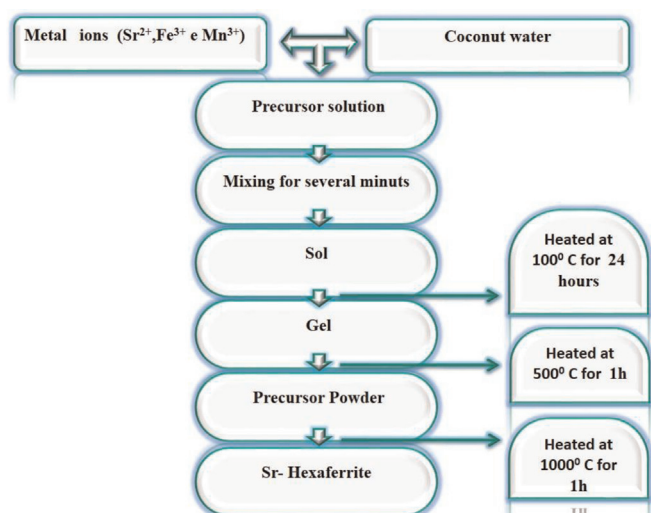 Metal ions (Sr²⁺,Fe³⁺ e Mn³⁺)
Coconut water
Precursor solution
Mixing for several minuts
Sol
Heated at
100⁰ C for 24
hours
Gel
Heated at
500⁰ C for 1h
Precursor Powder
Heated at
1000⁰ C for
1h
Sr- Hexaferrite